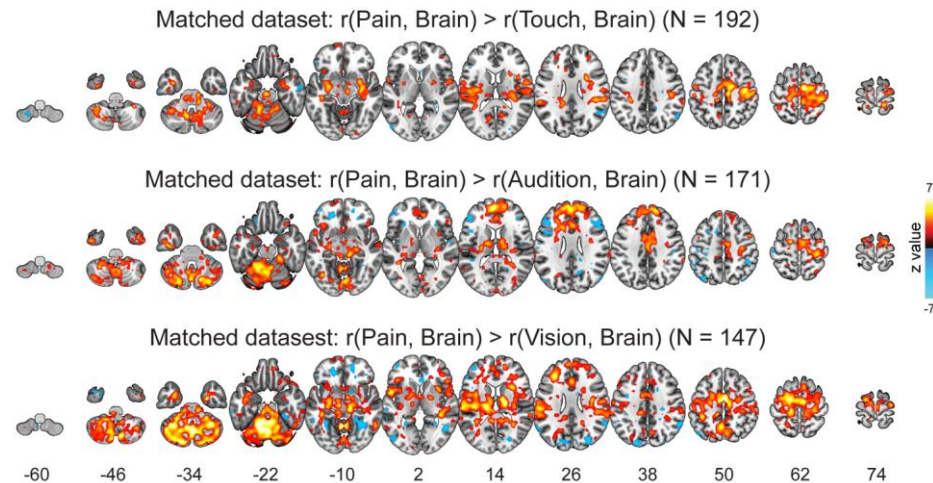 Matched dataset: r(Pain, Brain) > r(Touch, Brain) (N = 192)
Matched dataset: r(Pain, Brain) > r(Audition, Brain) (N = 171)
7
z value
-7
Matched datasest: r(Pain, Brain) > r(Vision, Brain) (N = 147)
-60 -46 -34 -22 -10 2 14 26 38 50 62 74